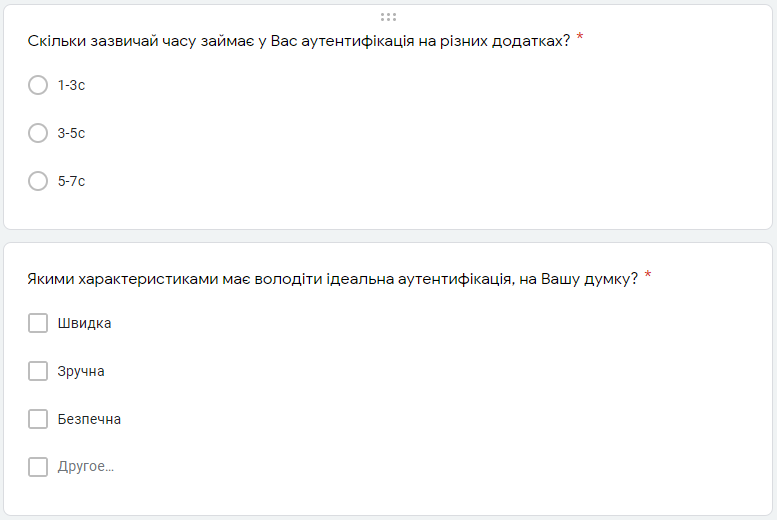 Скільки зазвичай часу займає у Вас аутентифікація на різних додатках? *
1-3с
3-5с
5-7с
Якими характеристиками має володіти ідеальна аутентифікація, на Вашу думку? *
Швидка
Зручна
Безпечна
Другое...